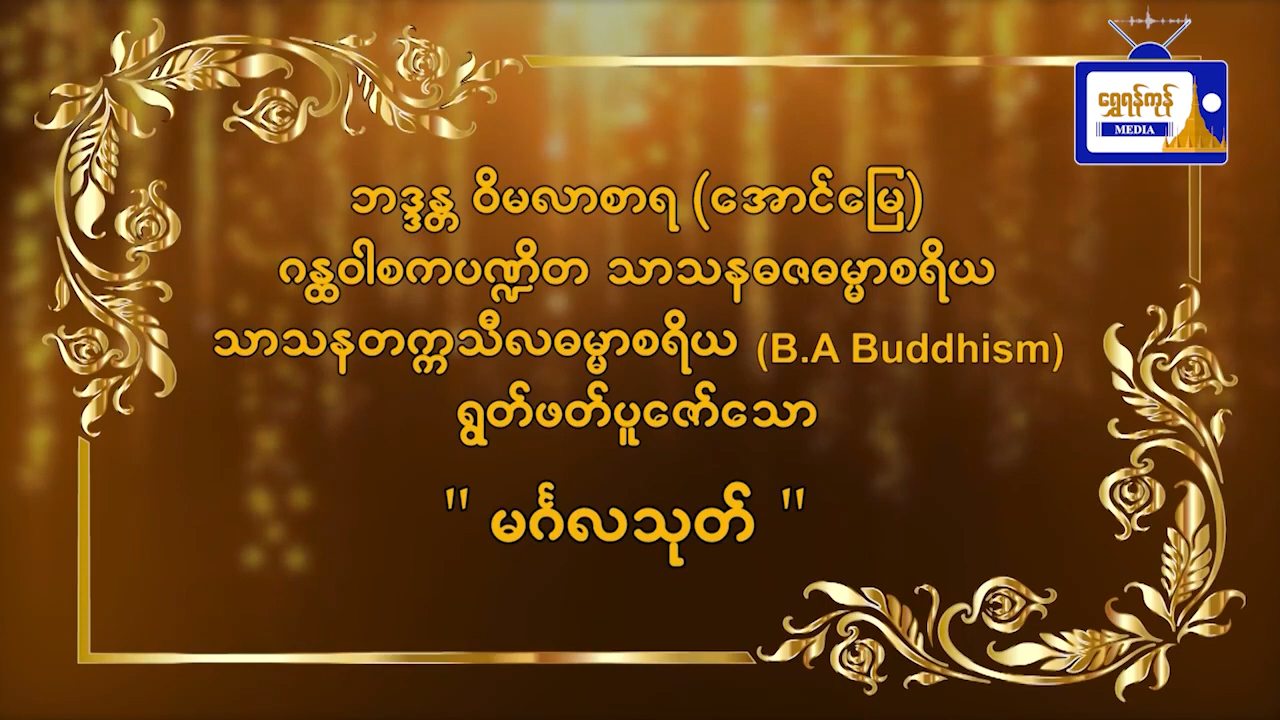 ရွှေရန်ကုန်
MEDIA
ဘဒ္ဒန္တ ဝိမလာစာရ (အောင်မြေ)
ဂန္ထဝါစကပဏ္ဍိတ သာသနဓဇဓမ္မာစရိယ
သာသနတက္ကသီလဓမ္မာစရိယ (B.A Buddhism)
ရွတ်ဖတ်ပူဇော်သော
" မင်္ဂလသုတ် "